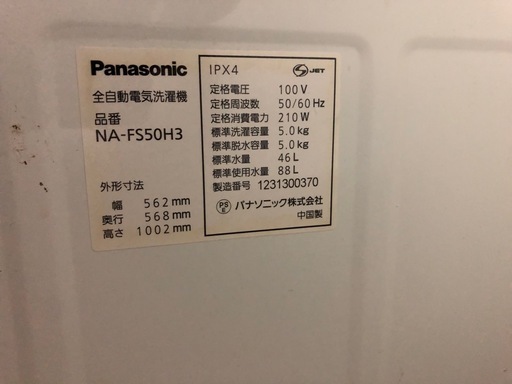 Panasonic
全自動電気洗濯機
品番
NA-FS50H3
外形寸法
幅 562mm
奥行 568mm
高さ 1002mm
IPX4
S JET
定格電圧 100V
定格周波数 50/60Hz
定格消費電力 210W
標準洗濯容量 5.0kg
標準脱水容量 5.0kg
標準水量 46L
標準使用水量 88L
製造番号 1231300370
PSE パナソニック株式会社
中国製